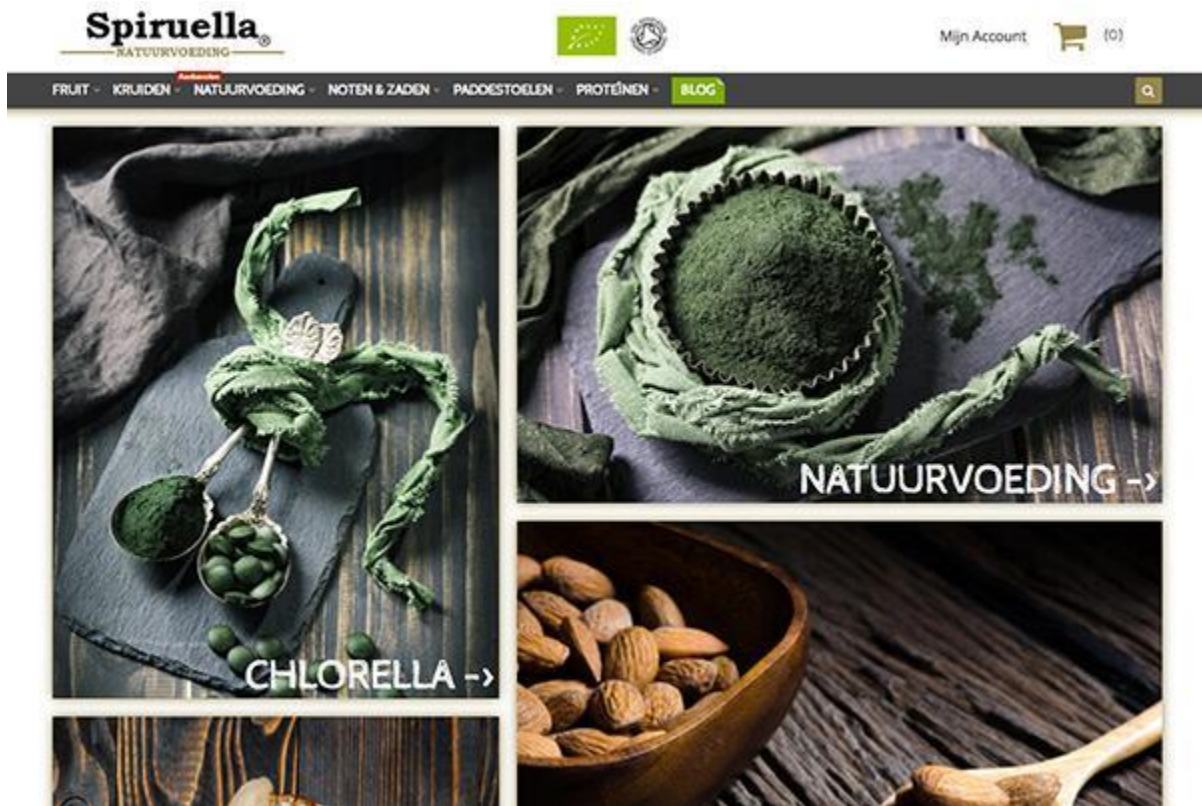 Spiruella®
NATUURVOEDING
Mijn Account
(0)
FRUIT
KRUIDEN
NATUURVOEDING
NOTEN & ZADEN
PADDESTOELEN
PROTEÏNEN
BLOG
NATUURVOEDING ->
CHLORELLA ->